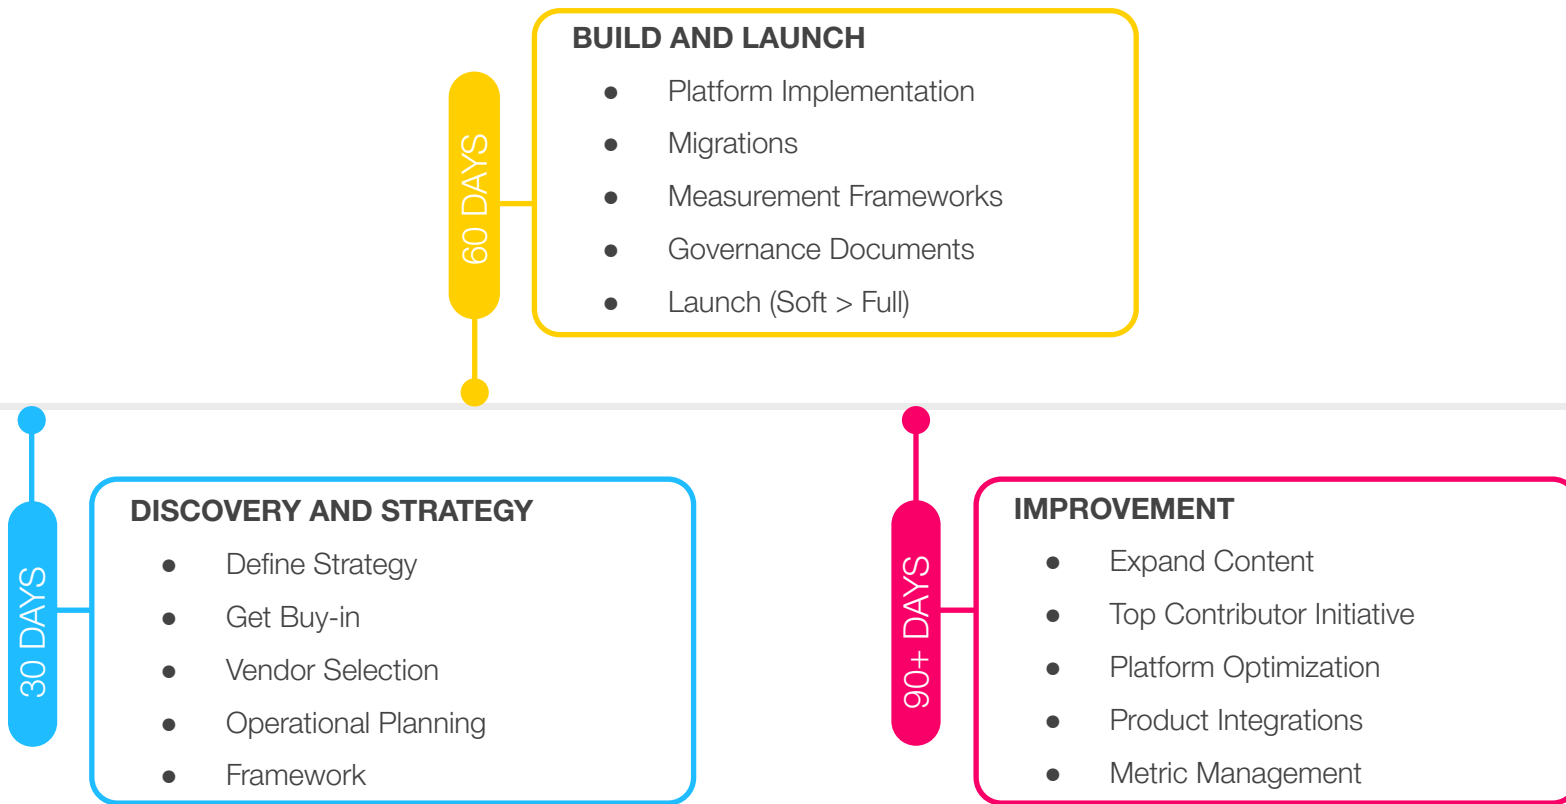 BUILD AND LAUNCH
● Platform Implementation
● Migrations
● Measurement Frameworks
● Governance Documents
● Launch (Soft > Full)
60 DAYS
30 DAYS
DISCOVERY AND STRATEGY
● Define Strategy
● Get Buy-in
● Vendor Selection
● Operational Planning
● Framework
90+ DAYS
IMPROVEMENT
● Expand Content
● Top Contributor Initiative
● Platform Optimization
● Product Integrations
● Metric Management